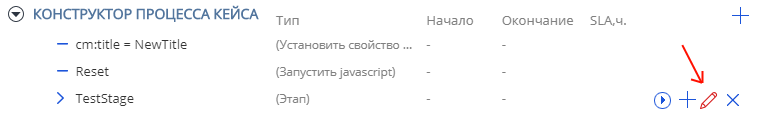 КОНСТРУКТОР ПРОЦЕССА КЕЙСА Тип Начало Окончание SLA,ч.
cm:title = NewTitle (Установить свойство ... - -
Reset (Запустить javascript) - -
TestStage (Этап) - -